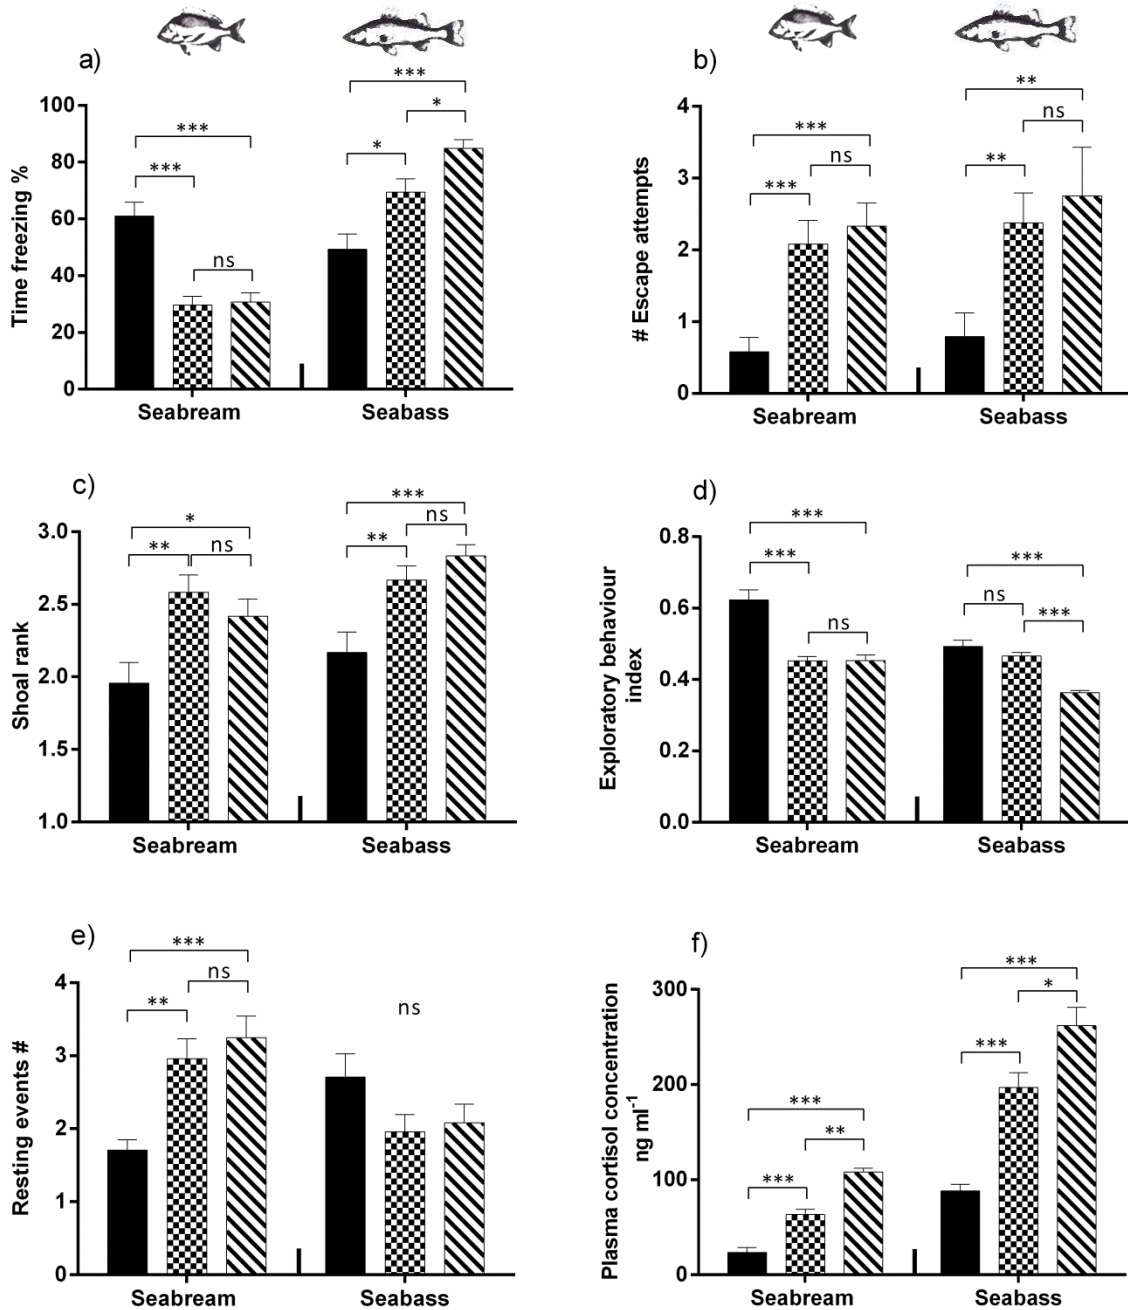 a)
***
***
*
100
***
*
***
80
60
ns
40
20
0
Time freezing %
Seabream
Seabass
b)
**
4
***
ns
ns
**
3
***
2
1
0
# Escape attempts
Seabream
Seabass
c)
***
*
ns
3.0
**
ns
**
2.5
2.0
1.5
1.0
Shoal rank
Seabream
Seabass
d)
***
0.8
***
***
ns
***
0.6
ns
0.4
0.2
0.0
Exploratory behaviour
index
Seabream
Seabass
e)
***
ns
4
**
ns
3
2
1
0
Resting events #
Seabream
Seabass
f)
***
300
*
***
200
***
**
***
100
0
Plasma cortisol concentration
ng ml⁻¹
Seabream
Seabass